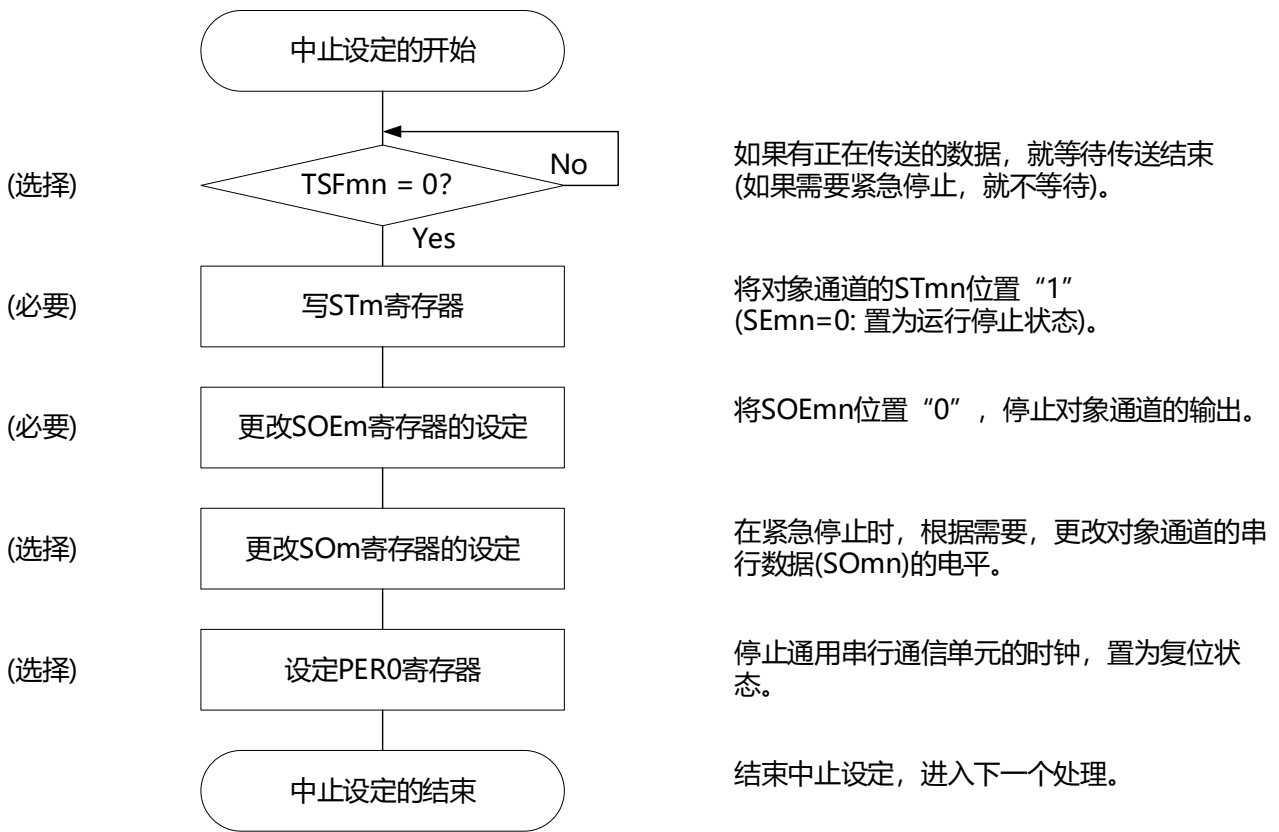 中止设定的开始
(选择)
TSFmn = 0?
No
Yes
如果有正在传送的数据，就等待传送结束
(如果需要紧急停止，就不等待)。
(必要)
写STm寄存器
将对象通道的STmn位置“1”
(SEmn=0: 置为运行停止状态)。
(必要)
更改SOEm寄存器的设定
将SOEmn位置“0”，停止对象通道的输出。
(选择)
更改SOm寄存器的设定
在紧急停止时，根据需要，更改对象通道的串
行数据(SOmn)的电平。
(选择)
设定PER0寄存器
停止通用串行通信单元的时钟，置为复位状
态。
中止设定的结束
结束中止设定，进入下一个处理。